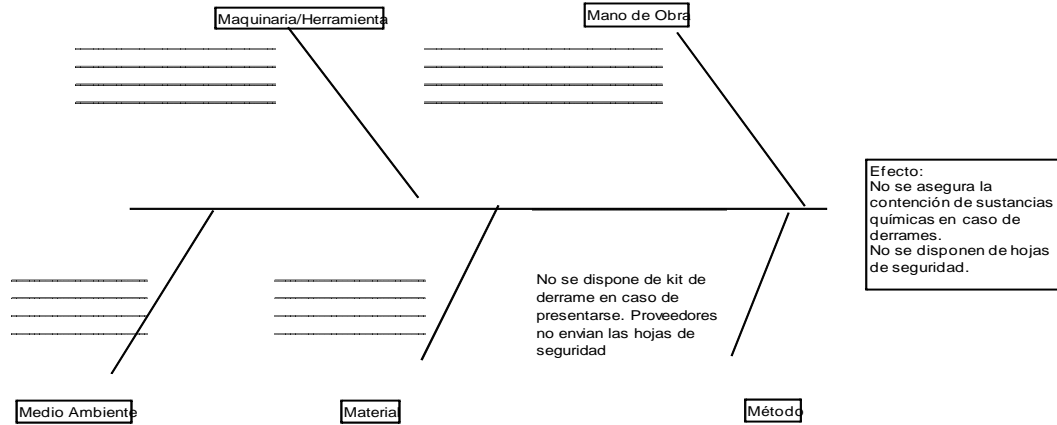 Maquinaria/Herramienta
Mano de Obra
Efecto:
No se asegura la
contención de sustancias
químicas en caso de
derrames.
No se disponen de hojas
de seguridad.
No se dispone de kit de
derrame en caso de
presentarse. Proveedores
no envian las hojas de
seguridad
Medio Ambiente
Material
Método